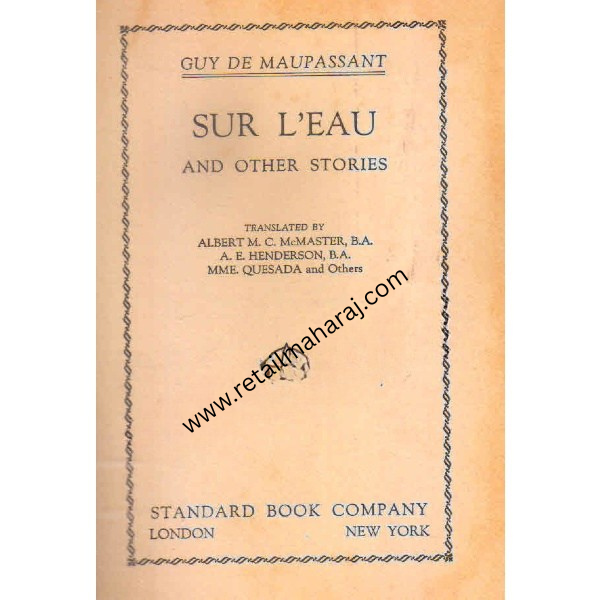 GUY DE MAUPASSANT
SUR L'EAU
AND OTHER STORIES
TRANSLATED BY
ALBERT M. C. McMASTER, B.A.
A. E. HENDERSON, B.A.
MME. QUESADA and Others
www.retailmaharaj.com
STANDARD BOOK COMPANY
LONDON NEW YORK